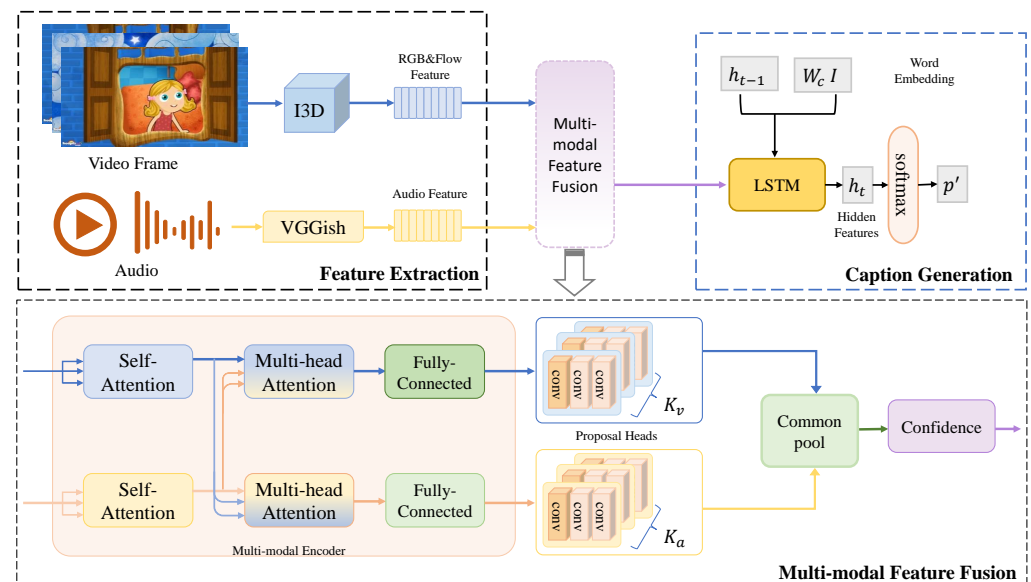 RGB&Flow
Feature
I3D
Video Frame
Audio Feature
VGGish
Audio
Feature Extraction
Multi-
modal
Feature
Fusion
h_{t-1}
W_c I
Word
Embedding
LSTM
h_t
softmax
p'
Hidden
Features
Caption Generation
Self-
Attention
Multi-head
Attention
Fully-
Connected
conv
conv
conv
K_v
Proposal Heads
Common
pool
Confidence
Self-
Attention
Multi-head
Attention
Fully-
Connected
conv
conv
conv
K_a
Multi-modal Encoder
Multi-modal Feature Fusion